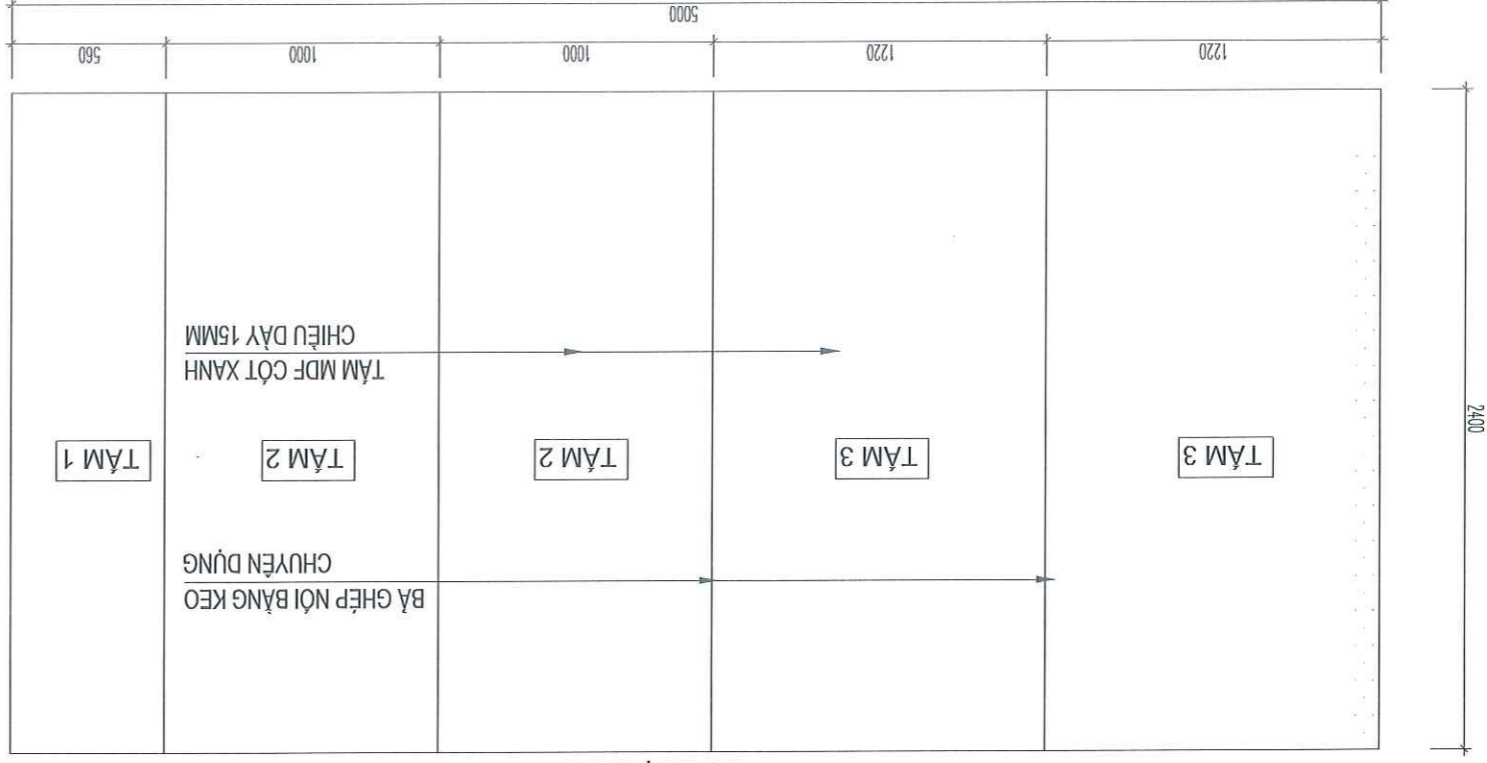 BẢ GHÉP NỐI BẰNG KEO
CHUYÊN DỤNG
2400
TẤM 3
TẤM 3
TẤM 2
TẤM 2
TẤM 1
TẤM MDF CỐT XANH
CHIỀU DÀY 15MM
1220
1220
1000
1000
560
5000